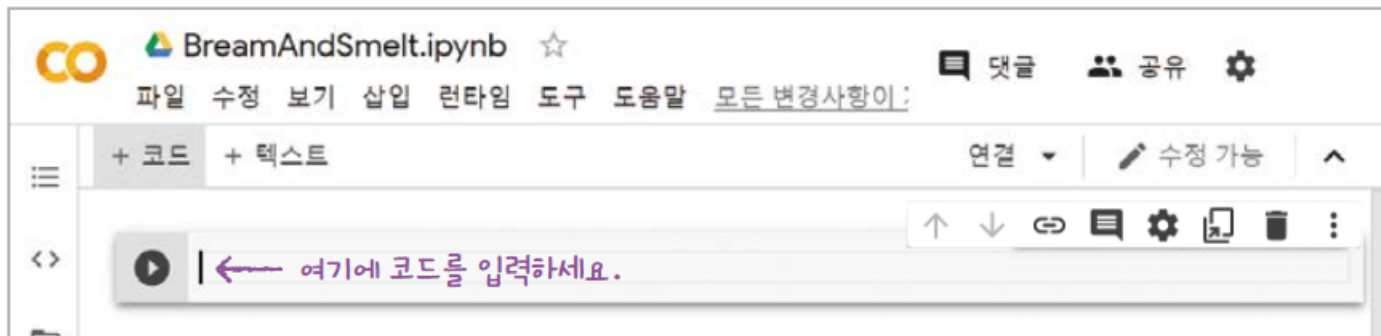 CO BreamAndSmelt.ipynb
댓글 공유
파일 수정 보기 삽입 런타임 도구 도움말 모든 변경사항이
+ 코드 + 텍스트 연결 수정 가능
여기에 코드를 입력하세요.